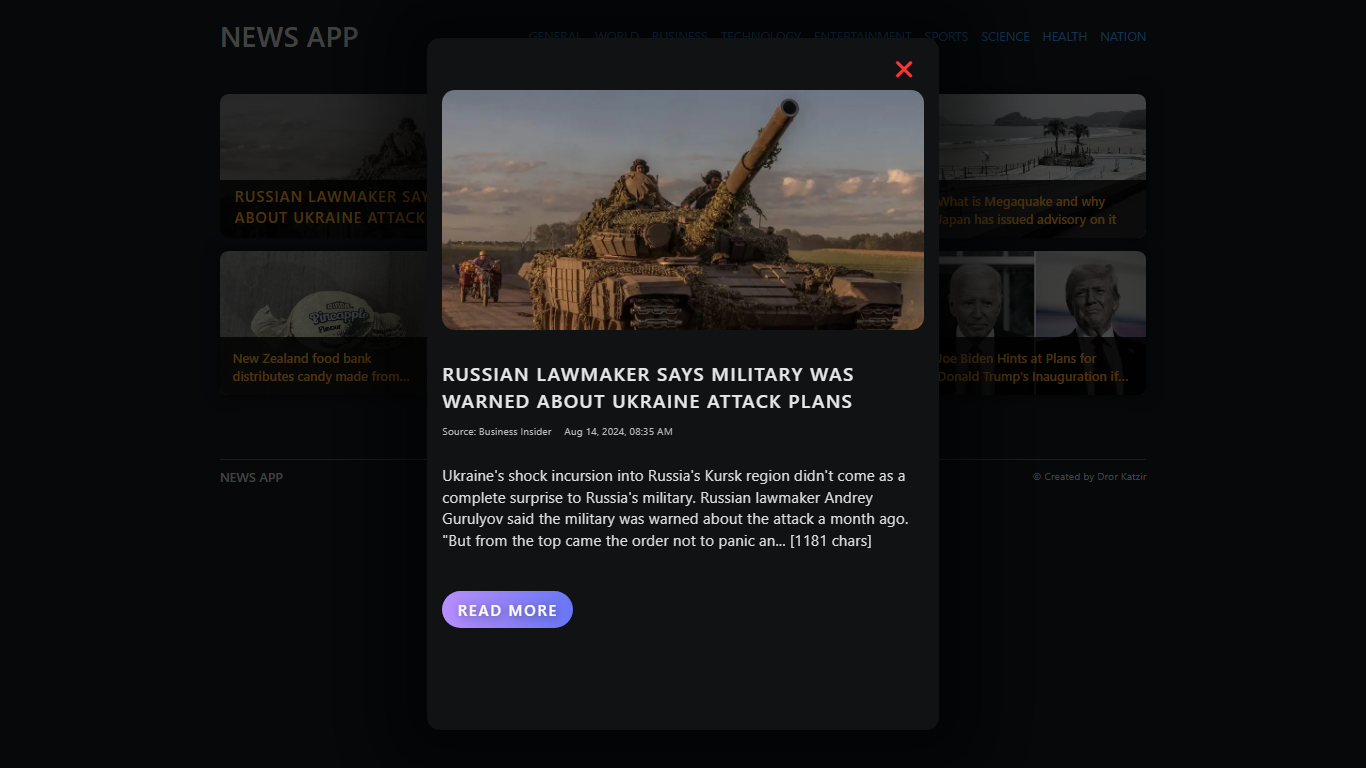 NEWS APP
GENERAL WORLD BUSINESS TECHNOLOGY ENTERTAINMENT SPORTS SCIENCE HEALTH NATION
RUSSIAN LAWMAKER SAY
ABOUT UKRAINE ATTACK
What is Megaquake and why
Japan has issued advisory on it
Pineapple
Flavour
New Zealand food bank
distributes candy made from...
Joe Biden Hints at Plans for
Donald Trump's Inauguration if...
RUSSIAN LAWMAKER SAYS MILITARY WAS
WARNED ABOUT UKRAINE ATTACK PLANS
Source: Business Insider Aug 14, 2024, 08:35 AM
Ukraine's shock incursion into Russia's Kursk region didn't come as a
complete surprise to Russia's military. Russian lawmaker Andrey
Gurulyov said the military was warned about the attack a month ago.
"But from the top came the order not to panic an... [1181 chars]
READ MORE
NEWS APP
© Created by Dror Katzir